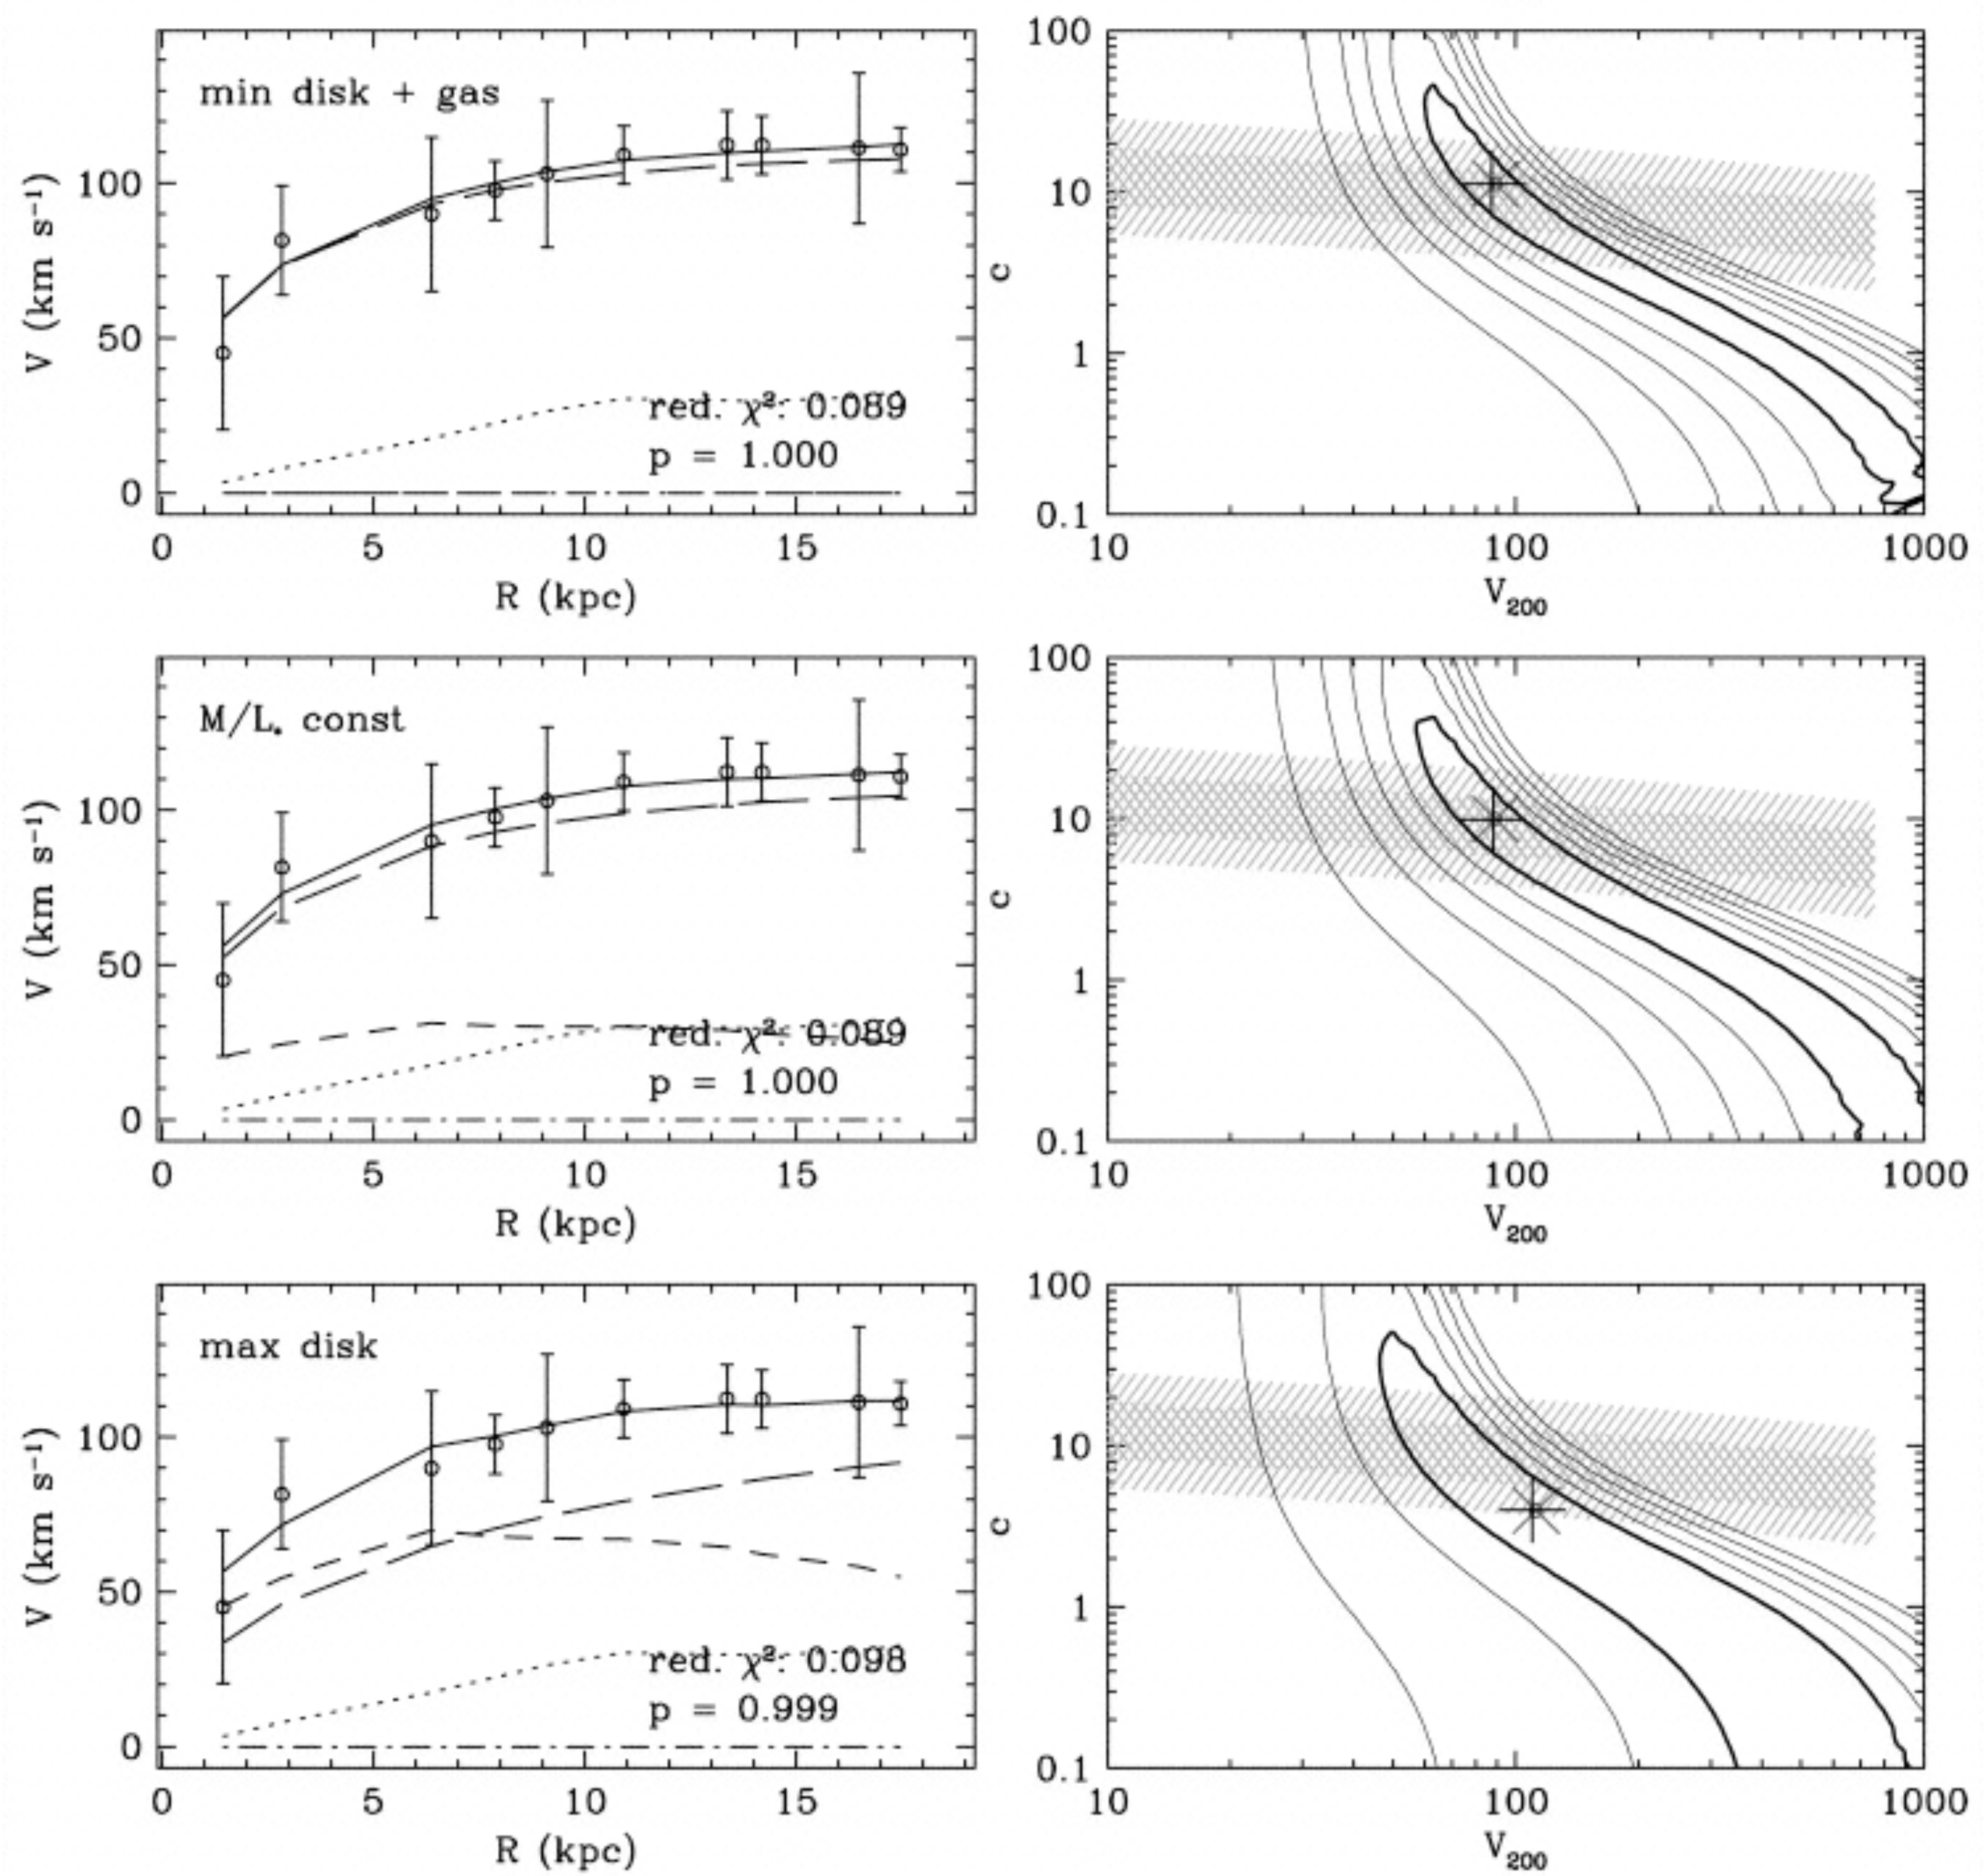 min disk + gas
V (km s⁻¹)
100
50
0
red. χ²: 0.089
p = 1.000
0 5 10 15
R (kpc)
c
100
10
1
0.1
10 100 1000
V₂₀₀
M/L* const
V (km s⁻¹)
100
50
0
red. χ²: 0.089
p = 1.000
0 5 10 15
R (kpc)
c
100
10
1
0.1
10 100 1000
V₂₀₀
max disk
V (km s⁻¹)
100
50
0
red. χ²: 0.098
p = 0.999
0 5 10 15
R (kpc)
c
100
10
1
0.1
10 100 1000
V₂₀₀